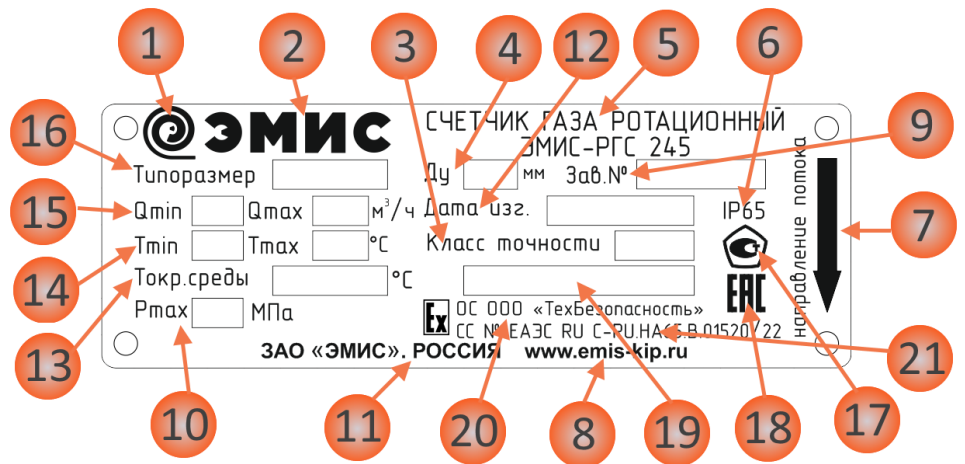 1 2 3 4 12 5 6
16 ЭМИС СЧЕТЧИК ГАЗА РОТАЦИОННЫЙ 9
ЭМИС-РГС 245
Типоразмер Ду мм Зав.№
15 Qmin Qmax м³/ч Дата изг. IP65 7
14 Tmin Tmax °С Класс точности
направление потока
13 Токр.среды °С
Pmax МПа Ex ОС ООО «ТехБезопасность» EAC
СС № ЕАЭС RU С-RU.НА65.В.01520/22 21
ЗАО «ЭМИС». РОССИЯ www.emis-kip.ru
10 11 20 8 19 18 17